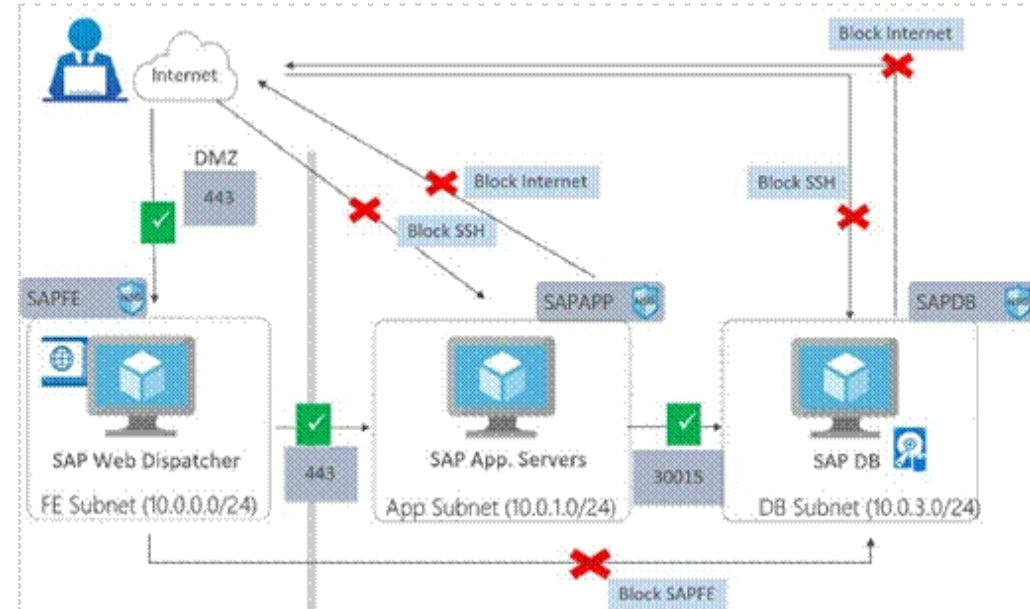 Block Internet
Internet
DMZ
443
Block Internet
Block SSH
Block SSH
SAPFE
SAPAPP
SAPDB
SAP Web Dispatcher
SAP App. Servers
SAP DB
443
30015
FE Subnet (10.0.0.0/24)
App Subnet (10.0.1.0/24)
DB Subnet (10.0.3.0/24)
Block SAPFE